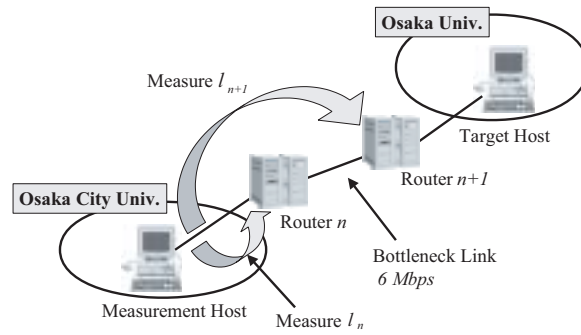 Osaka Univ.
Measure l n+1
Target Host
Router n+1
Osaka City Univ.
Router n
Bottleneck Link
6 Mbps
Measurement Host
Measure l n